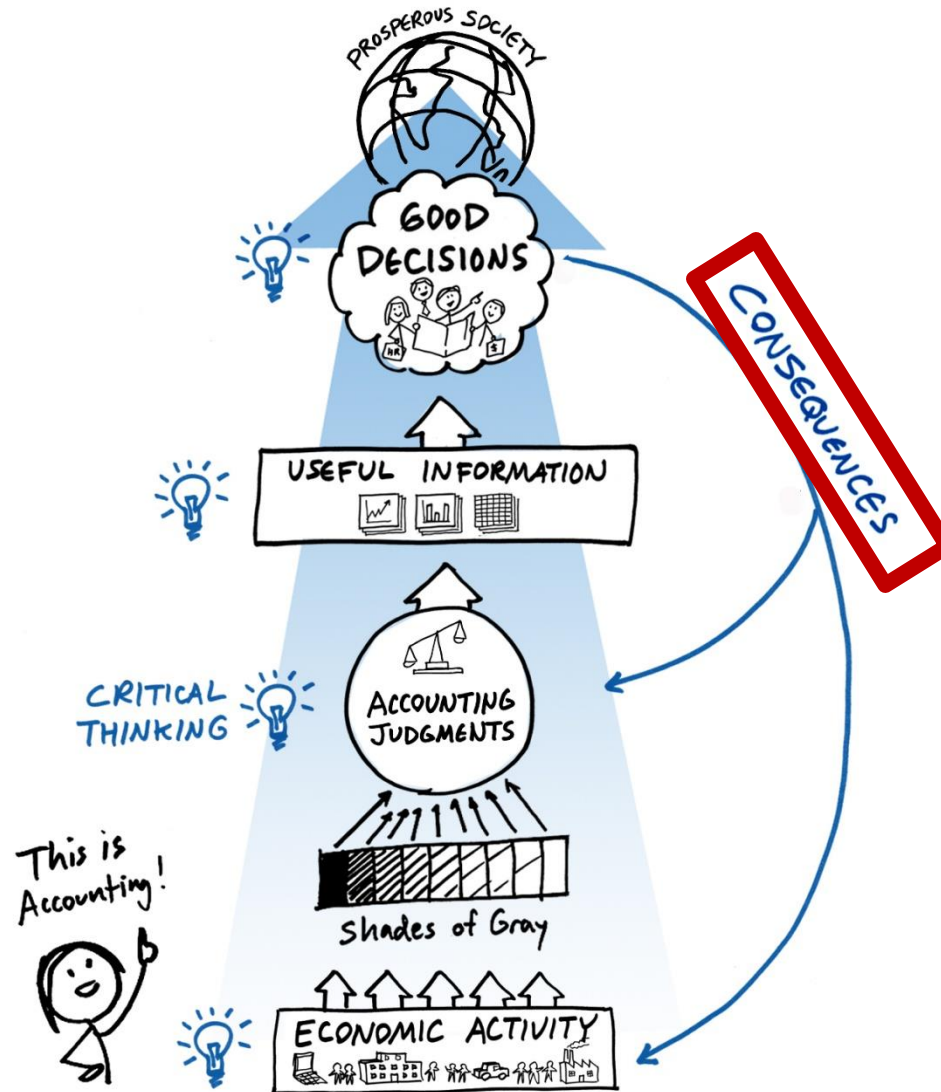 PROSPEROUS SOCIETY
GOOD
DECISIONS
HR
$
CONSEQUENCES
USEFUL INFORMATION
CRITICAL
THINKING
ACCOUNTING
JUDGMENTS
This is
Accounting!
Shades of Gray
ECONOMIC ACTIVITY